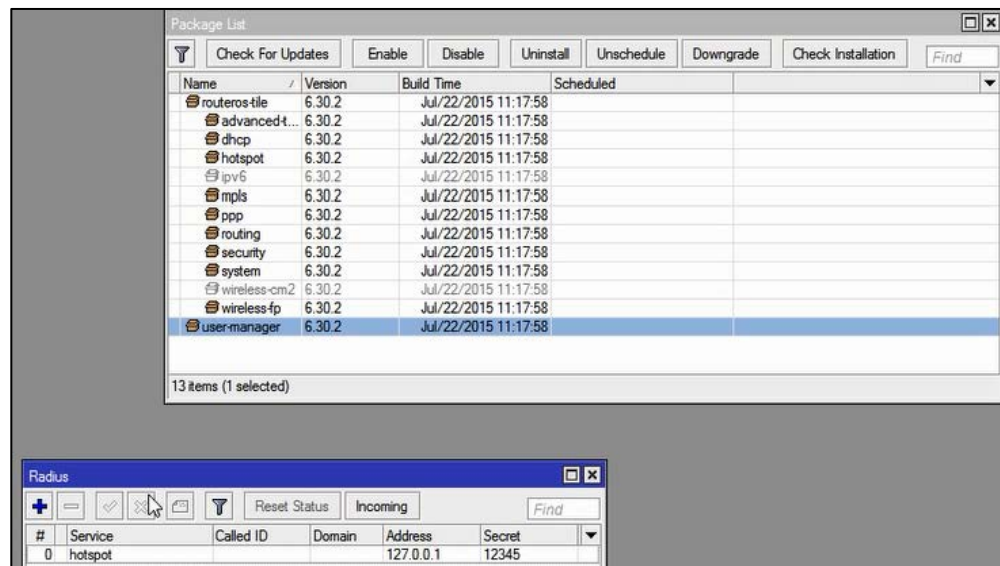 Package List
Check For Updates Enable Disable Uninstall Unschedule Downgrade Check Installation Find
Name / Version Build Time Scheduled
routeros-tile 6.30.2 Jul/22/2015 11:17:58
advanced-t... 6.30.2 Jul/22/2015 11:17:58
dhcp 6.30.2 Jul/22/2015 11:17:58
hotspot 6.30.2 Jul/22/2015 11:17:58
ipv6 6.30.2 Jul/22/2015 11:17:58
mpls 6.30.2 Jul/22/2015 11:17:58
ppp 6.30.2 Jul/22/2015 11:17:58
routing 6.30.2 Jul/22/2015 11:17:58
security 6.30.2 Jul/22/2015 11:17:58
system 6.30.2 Jul/22/2015 11:17:58
wireless-cm2 6.30.2 Jul/22/2015 11:17:58
wireless-fp 6.30.2 Jul/22/2015 11:17:58
user-manager 6.30.2 Jul/22/2015 11:17:58
13 items (1 selected)
Radius
Reset Status Incoming Find
# Service Called ID Domain Address Secret
0 hotspot 127.0.0.1 12345